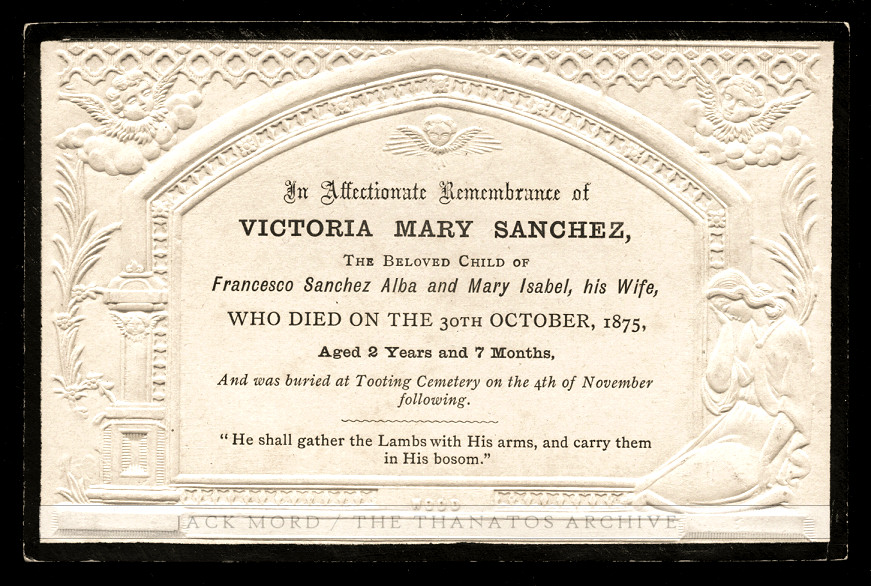 In Affectionate Remembrance of
VICTORIA MARY SANCHEZ,
THE BELOVED CHILD OF
Francesco Sanchez Alba and Mary Isabel, his Wife,
WHO DIED ON THE 30TH OCTOBER, 1875,
Aged 2 Years and 7 Months,
And was buried at Tooting Cemetery on the 4th of November
following.
"He shall gather the Lambs with His arms, and carry them
in His bosom."
WOOD
JACK MORD / THE THANATOS ARCHIVE